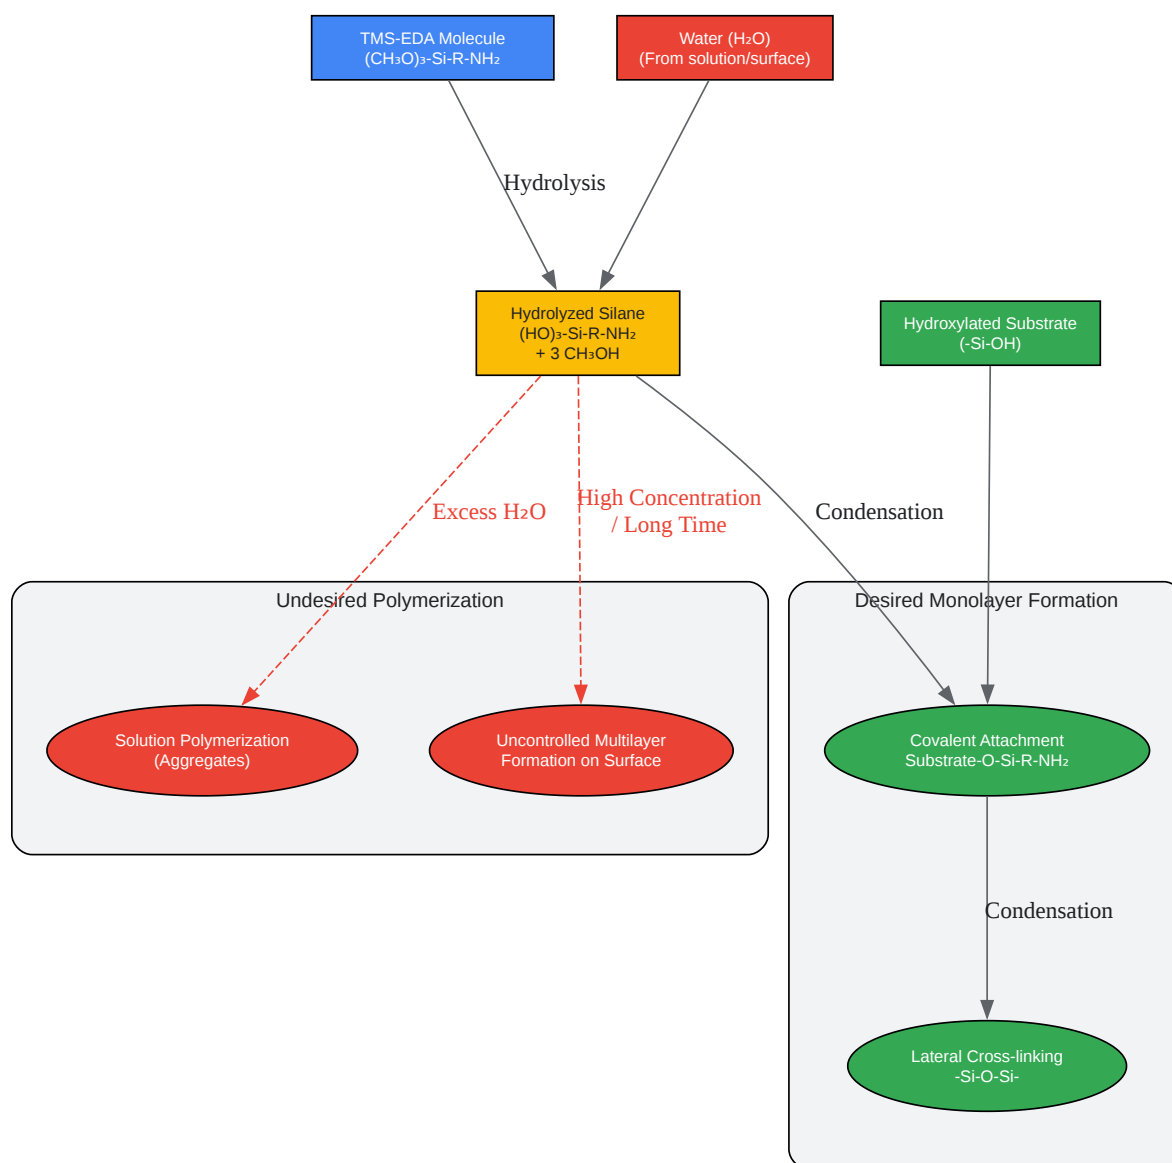 TMS-EDA Molecule
(CH₃O)₃-Si-R-NH₂
Water (H₂O)
(From solution/surface)
Hydrolysis
Hydrolyzed Silane
(HO)₃-Si-R-NH₂
+ 3 CH₃OH
Hydroxylated Substrate
(-Si-OH)
Excess H₂O
High Concentration
/ Long Time
Condensation
Undesired Polymerization
Desired Monolayer Formation
Solution Polymerization
(Aggregates)
Uncontrolled Multilayer
Formation on Surface
Covalent Attachment
Substrate-O-Si-R-NH₂
Condensation
Lateral Cross-linking
-Si-O-Si-